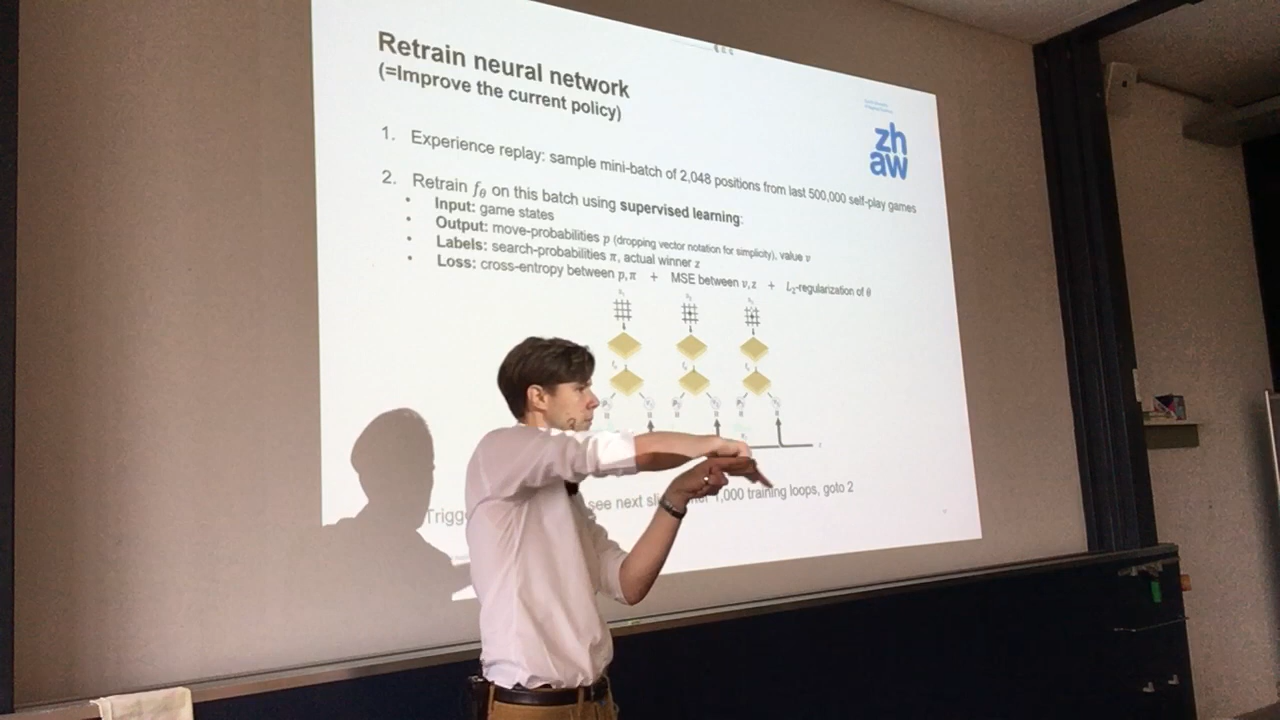 Retrain neural network
(=Improve the current policy)
zh
aw
1. Experience replay: sample mini-batch of 2,048 positions from last 500,000 self-play games
2. Retrain f_θ on this batch using supervised learning:
• Input: game states
• Output: move-probabilities p (dropping vector notation for simplicity), value v
• Labels: search-probabilities π, actual winner z
• Loss: cross-entropy between p, π + MSE between v, z + L₂-regularization of θ
see next 1,000 training loops, goto 2